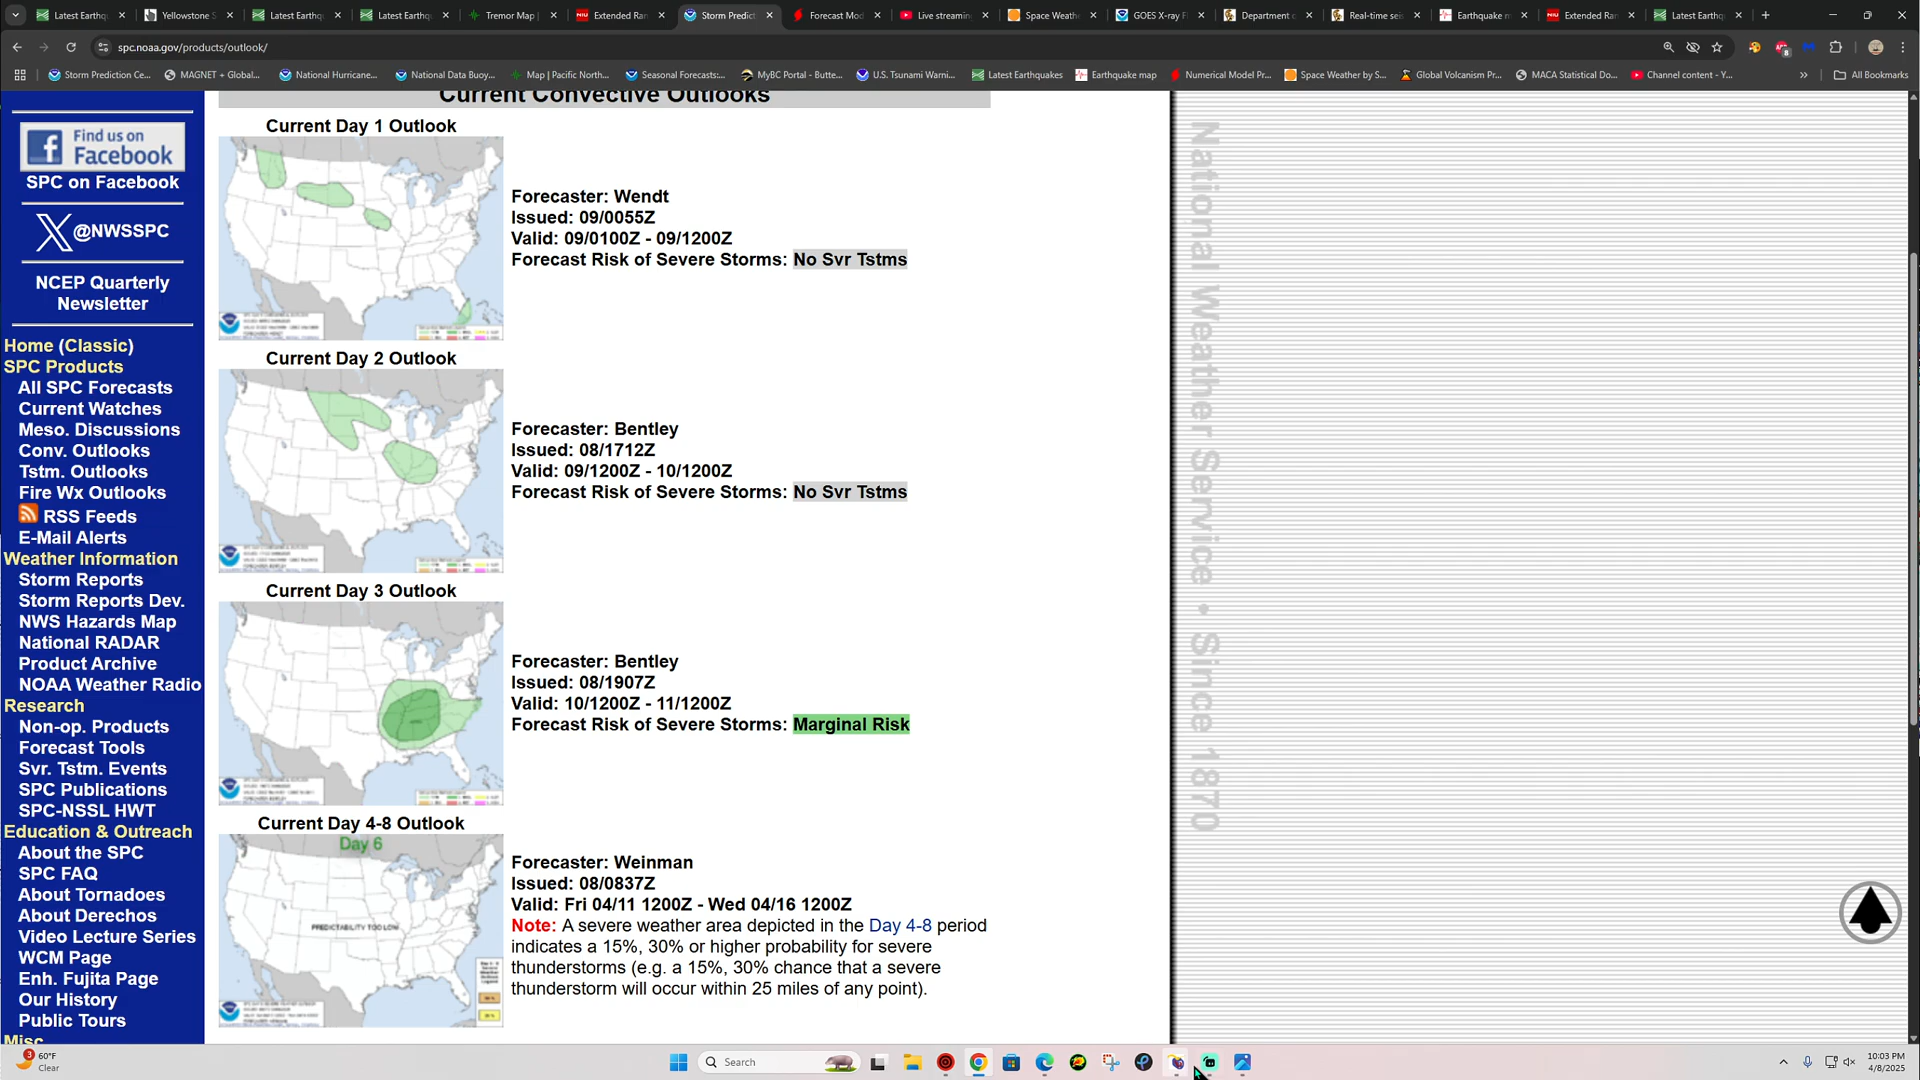 Latest Earthq
Yellowstone S
Latest Earthq
Latest Earthq
Tremor Map |
Extended Ran
Storm Predict
Forecast Mod
Live streamin
Space Weathe
GOES X-ray F
Department o
Real-time seis
Earthquake m
Extended Ran
Latest Earthq
spc.noaa.gov/products/outlook/
Storm Prediction Ce...
MAGNET + Global...
National Hurricane...
National Data Buoy...
Map | Pacific North...
Seasonal Forecasts:...
MyBC Portal - Butte...
U.S. Tsunami Warni...
Latest Earthquakes
Earthquake map
Numerical Model Pr...
Space Weather by S...
Global Volcanism Pr...
MACA Statistical Do...
Channel content - Y...
All Bookmarks
Find us on
Facebook
SPC on Facebook
@NWSSPC
NCEP Quarterly
Newsletter
Home (Classic)
SPC Products
All SPC Forecasts
Current Watches
Meso. Discussions
Conv. Outlooks
Tstm. Outlooks
Fire Wx Outlooks
RSS Feeds
E-Mail Alerts
Weather Information
Storm Reports
Storm Reports Dev.
NWS Hazards Map
National RADAR
Product Archive
NOAA Weather Radio
Research
Non-op. Products
Forecast Tools
Svr. Tstm. Events
SPC Publications
SPC-NSSL HWT
Education & Outreach
About the SPC
SPC FAQ
About Tornadoes
About Derechos
Video Lecture Series
WCM Page
Enh. Fujita Page
Our History
Public Tours
Misc
Current Convective Outlooks
Current Day 1 Outlook
Forecaster: Wendt
Issued: 09/0055Z
Valid: 09/0100Z - 09/1200Z
Forecast Risk of Severe Storms: No Svr Tstms
Current Day 2 Outlook
Forecaster: Bentley
Issued: 08/1712Z
Valid: 09/1200Z - 10/1200Z
Forecast Risk of Severe Storms: No Svr Tstms
Current Day 3 Outlook
Forecaster: Bentley
Issued: 08/1907Z
Valid: 10/1200Z - 11/1200Z
Forecast Risk of Severe Storms: Marginal Risk
Current Day 4-8 Outlook
Day 6
PREDICTABILITY TOO LOW
Forecaster: Weinman
Issued: 08/0837Z
Valid: Fri 04/11 1200Z - Wed 04/16 1200Z
Note: A severe weather area depicted in the Day 4-8 period
indicates a 15%, 30% or higher probability for severe
thunderstorms (e.g. a 15%, 30% chance that a severe
thunderstorm will occur within 25 miles of any point).
National Weather Service • Since 1870
3
60°F
Clear
Search
10:03 PM
4/8/2025